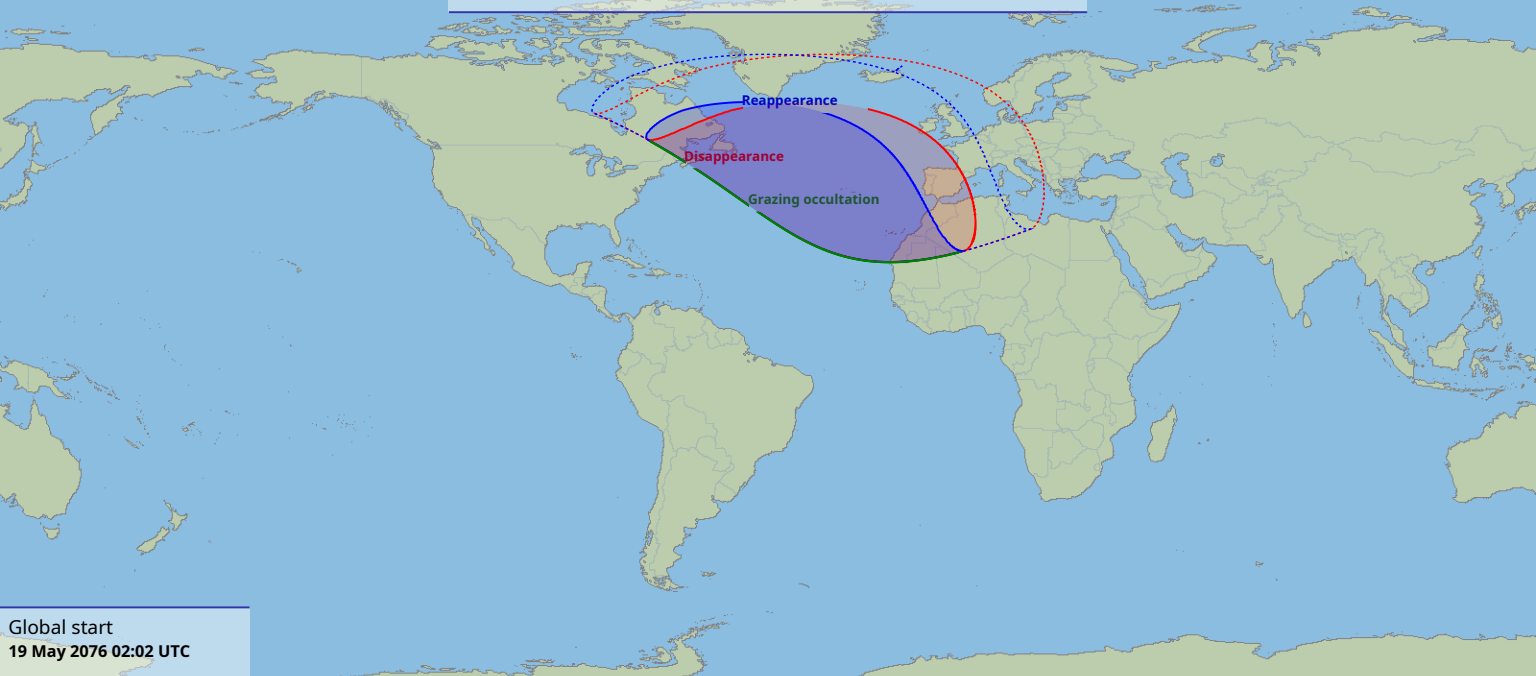 Reappearance
Disappearance
Grazing occultation
Global start
19 May 2076 02:02 UTC